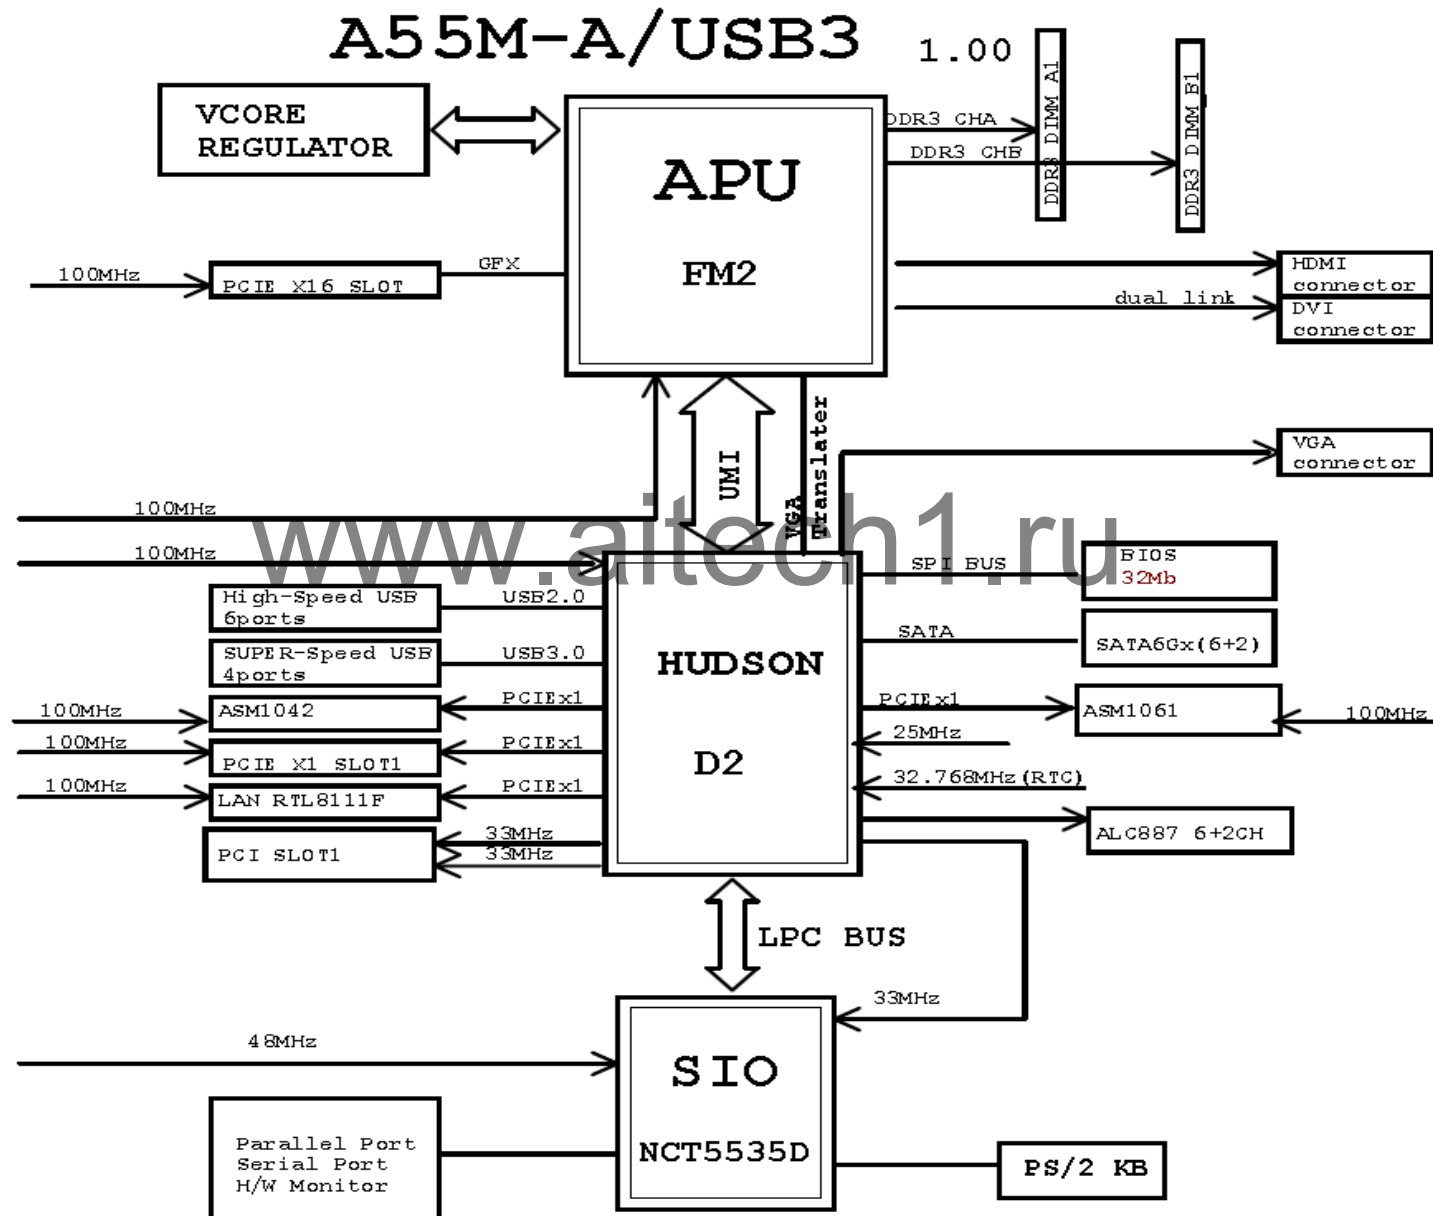 A55M-A/USB3 1.00
VCORE
REGULATOR
APU
FM2
DDR3 CHA
DDR3 CHB
DDR3 DIMM A1
DDR3 DIMM B1
100MHz
PCIE X16 SLOT
GFX
HDMI
connector
dual link
DVI
connector
UMI
VGA
Translater
VGA
connector
100MHz
www.aitech1.ru
100MHz
SPI BUS
BIOS
32Mb
High-Speed USB
6ports
USB2.0
SATA
SATA6Gx(6+2)
SUPER-Speed USB
4ports
USB3.0
HUDSON
D2
100MHz
ASM1042
PCIEx1
PCIEx1
ASM1061
100MHz
25MHz
100MHz
PCIE X1 SLOT1
PCIEx1
32.768MHz(RTC)
100MHz
LAN RTL8111F
PCIEx1
ALC887 6+2CH
PCI SLOT1
33MHz
33MHz
LPC BUS
33MHz
48MHz
SIO
NCT5535D
Parallel Port
Serial Port
H/W Monitor
PS/2 KB